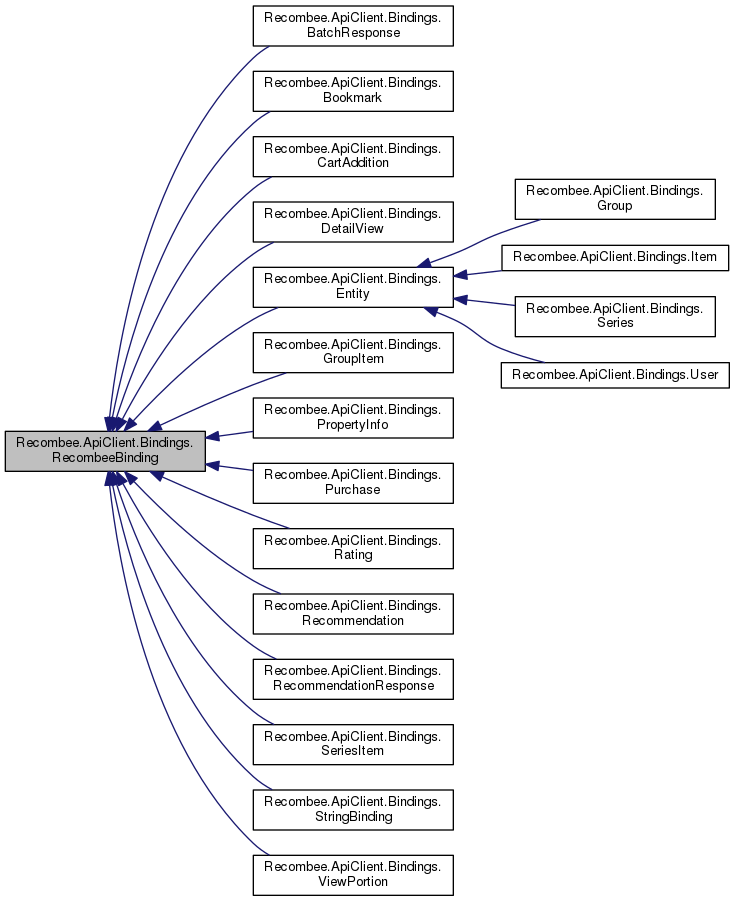 Recombee.ApiClient.Bindings.
RecombeeBinding
Recombee.ApiClient.Bindings.
BatchResponse
Recombee.ApiClient.Bindings.
Bookmark
Recombee.ApiClient.Bindings.
CartAddition
Recombee.ApiClient.Bindings.
DetailView
Recombee.ApiClient.Bindings.
Entity
Recombee.ApiClient.Bindings.
Group
Recombee.ApiClient.Bindings.Item
Recombee.ApiClient.Bindings.
Series
Recombee.ApiClient.Bindings.User
Recombee.ApiClient.Bindings.
GroupItem
Recombee.ApiClient.Bindings.
PropertyInfo
Recombee.ApiClient.Bindings.
Purchase
Recombee.ApiClient.Bindings.
Rating
Recombee.ApiClient.Bindings.
Recommendation
Recombee.ApiClient.Bindings.
RecommendationResponse
Recombee.ApiClient.Bindings.
SeriesItem
Recombee.ApiClient.Bindings.
StringBinding
Recombee.ApiClient.Bindings.
ViewPortion